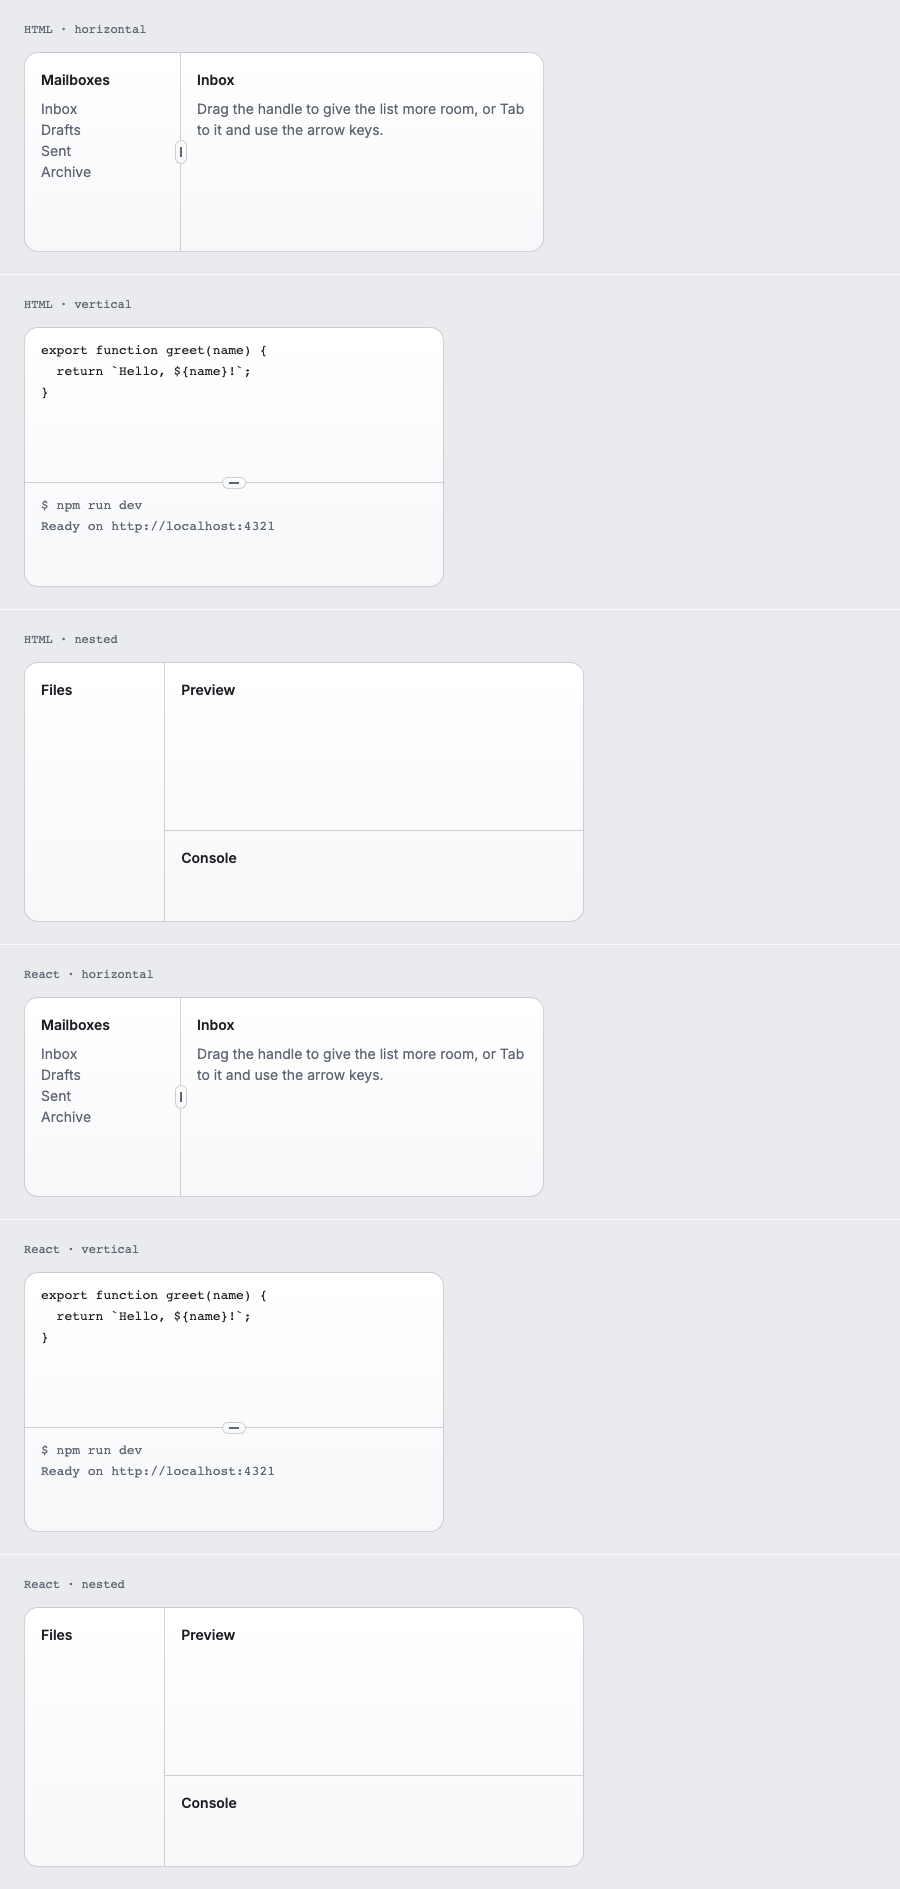 HTML · horizontal
Mailboxes
Inbox
Drafts
Sent
Archive
Inbox
Drag the handle to give the list more room, or Tab
to it and use the arrow keys.
HTML · vertical
export function greet(name) {
  return `Hello, ${name}!`;
}
$ npm run dev
Ready on http://localhost:4321
HTML · nested
Files
Preview
Console
React · horizontal
Mailboxes
Inbox
Drafts
Sent
Archive
Inbox
Drag the handle to give the list more room, or Tab
to it and use the arrow keys.
React · vertical
export function greet(name) {
  return `Hello, ${name}!`;
}
$ npm run dev
Ready on http://localhost:4321
React · nested
Files
Preview
Console